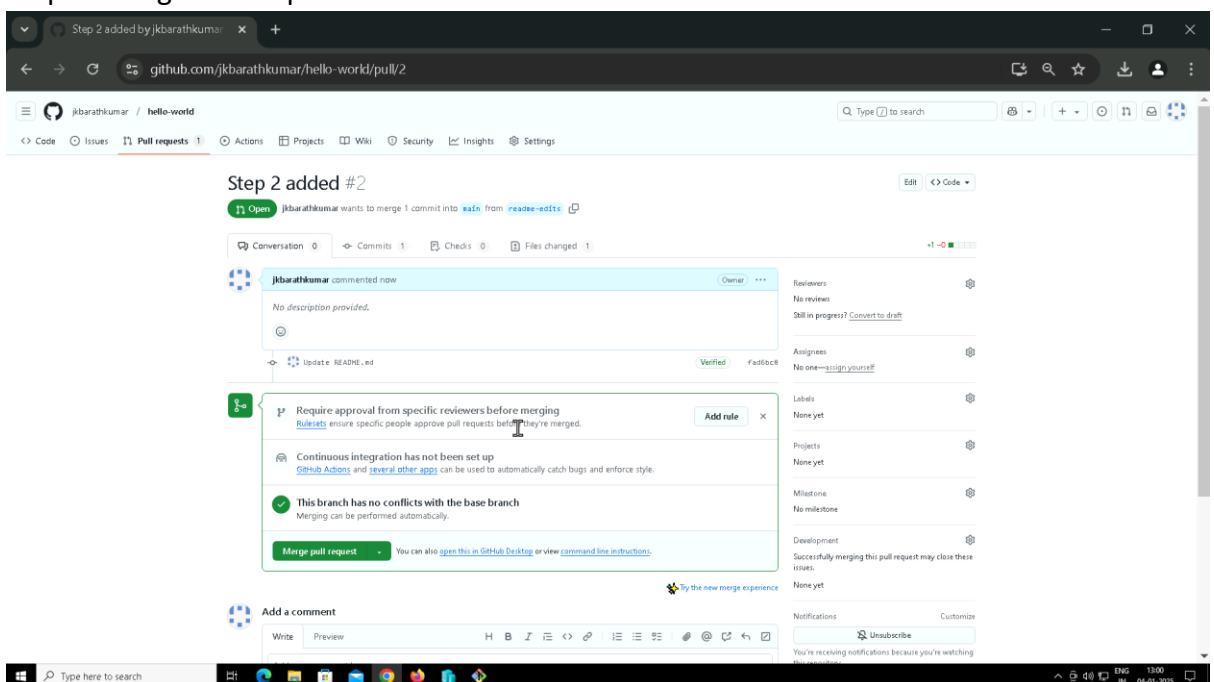 Step 2 added by jkbarathkumar
github.com/jkbarathkumar/hello-world/pull/2
jkbarathkumar / hello-world
Type / to search
Code Issues Pull requests 1 Actions Projects Wiki Security Insights Settings
Step 2 added #2
Edit Code
Open jkbarathkumar wants to merge 1 commit into main from readme-edits
Conversation 0 Commits 1 Checks 0 Files changed 1 +1 −0
jkbarathkumar commented now Owner
No description provided.
Update README.md Verified fad6bc8
Require approval from specific reviewers before merging
Rulesets ensure specific people approve pull requests before they're merged.
Add rule
Continuous integration has not been set up
GitHub Actions and several other apps can be used to automatically catch bugs and enforce style.
This branch has no conflicts with the base branch
Merging can be performed automatically.
Merge pull request You can also open this in GitHub Desktop or view command line instructions.
Try the new merge experience
Add a comment
Write Preview H B I
Reviewers
No reviews
Still in progress? Convert to draft
Assignees
No one—assign yourself
Labels
None yet
Projects
None yet
Milestone
No milestone
Development
Successfully merging this pull request may close these
issues.
None yet
Notifications Customize
Unsubscribe
You're receiving notifications because you're watching
this repository.
Type here to search
ENG 13:00
IN 04-01-2025